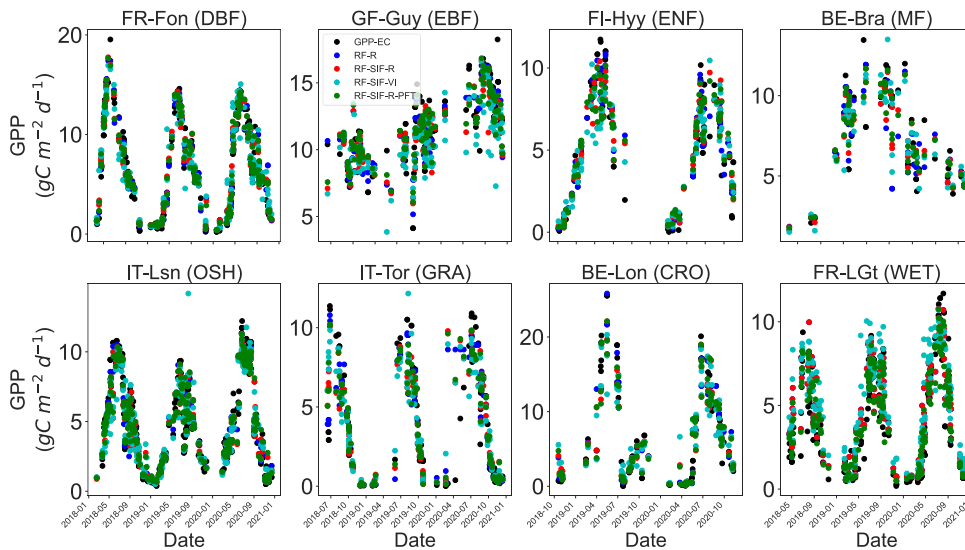 FR-Fon (DBF)
GF-Guy (EBF)
FI-Hyy (ENF)
BE-Bra (MF)
GPP
(gC m⁻² d⁻¹)
20
10
0
15
10
5
GPP-EC
RF-R
RF-SIF-R
RF-SIF-VI
RF-SIF-R-PFT
10
5
0
10
5
IT-Lsn (OSH)
IT-Tor (GRA)
BE-Lon (CRO)
FR-LGt (WET)
GPP
(gC m⁻² d⁻¹)
10
5
0
10
5
0
20
10
0
10
5
0
2018-01
2018-05
2018-09
2019-01
2019-05
2019-09
2020-01
2020-05
2020-09
2021-01
2018-07
2018-10
2019-01
2019-04
2019-07
2019-10
2020-01
2020-04
2020-07
2020-10
2021-01
2018-10
2019-01
2019-04
2019-07
2019-10
2020-01
2020-04
2020-07
2020-10
2018-05
2018-09
2019-01
2019-05
2019-09
2020-01
2020-05
2020-09
2021-01
Date
Date
Date
Date